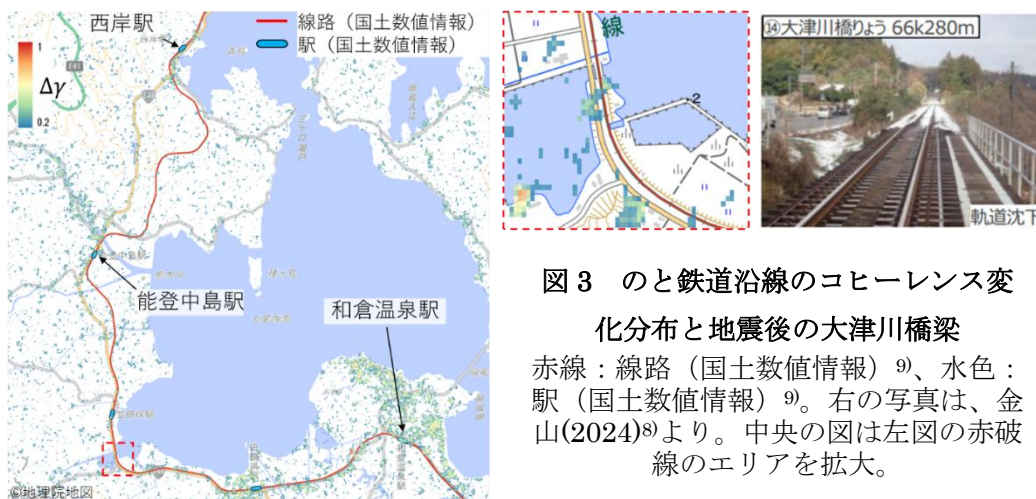 西岸駅
線路（国土数値情報）
駅（国土数値情報）
1
Δγ
0.2
E41
能登中島駅
和倉温泉駅
©地理院地図
線
2
⑭大津川橋りょう 66k280m
軌道沈下
図 3　のと鉄道沿線のコヒーレンス変
化分布と地震後の大津川橋梁
赤線：線路（国土数値情報）9)、水色：
駅（国土数値情報）9)。右の写真は、金
山(2024)8)より。中央の図は左図の赤破
線のエリアを拡大。